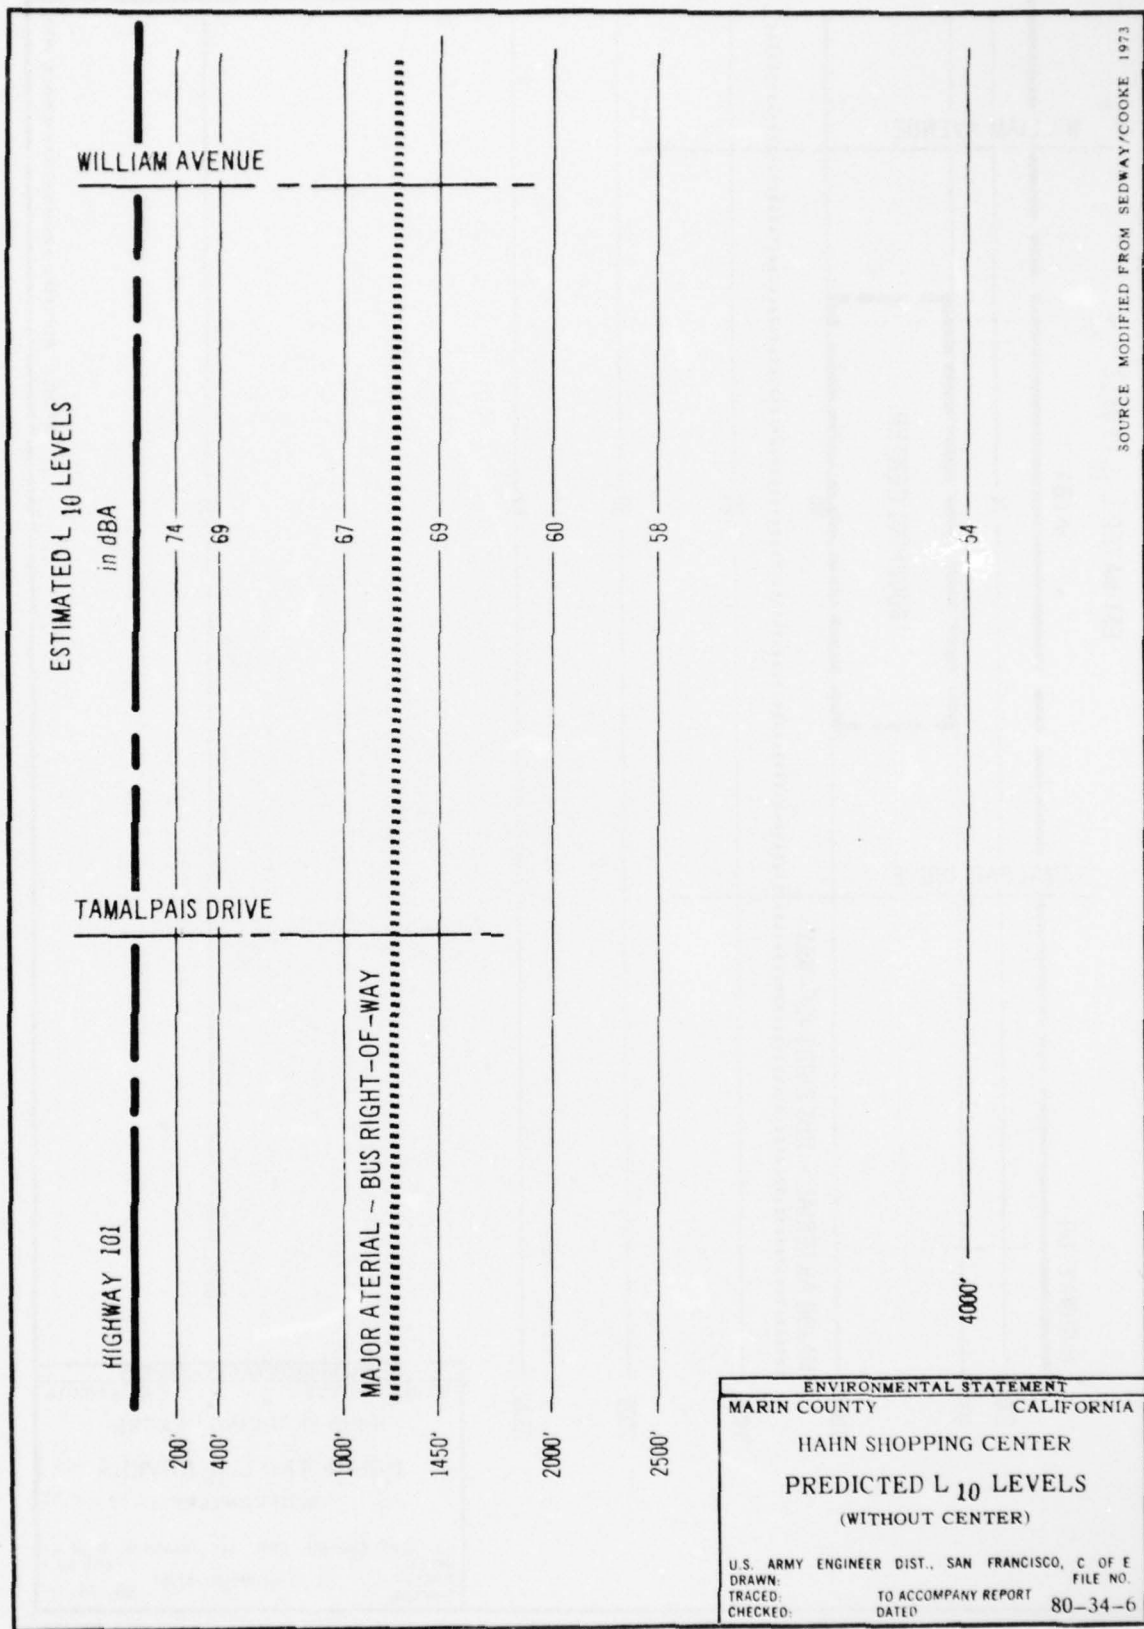 ESTIMATED L 10 LEVELS
in dBA
WILLIAM AVENUE
TAMALPAIS DRIVE
HIGHWAY 101
MAJOR ATERIAL - BUS RIGHT-OF-WAY
74
69
67
69
60
58
54
200'
400'
1000'
1450'
2000'
2500'
4000'
SOURCE MODIFIED FROM SEDWAY/COOKE 1973
ENVIRONMENTAL STATEMENT
MARIN COUNTY CALIFORNIA
HAHN SHOPPING CENTER
PREDICTED L 10 LEVELS
(WITHOUT CENTER)
U.S. ARMY ENGINEER DIST., SAN FRANCISCO, C OF E
DRAWN: FILE NO.
TRACED: TO ACCOMPANY REPORT
CHECKED: DATED 80-34-6